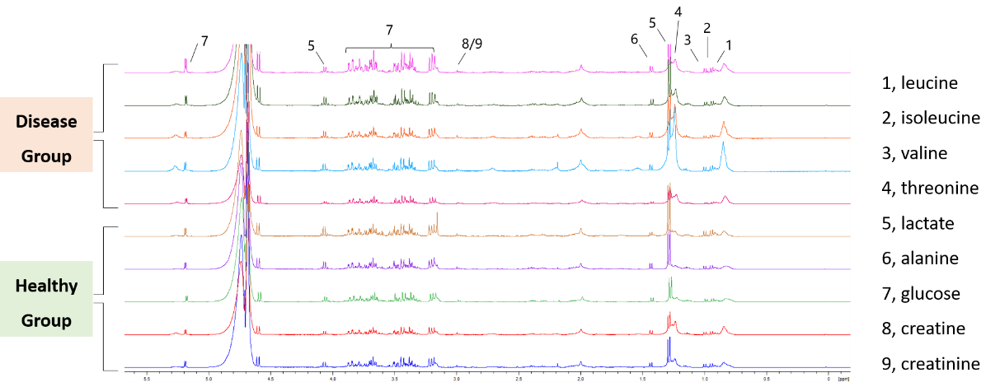 7
5
7
8/9
6
5
4
3
2
1
Disease
Group
Healthy
Group
1, leucine
2, isoleucine
3, valine
4, threonine
5, lactate
6, alanine
7, glucose
8, creatine
9, creatinine
5.5 5.0 4.5 4.0 3.5 3.0 2.5 2.0 1.5 1.0 0.5 0 [ppm]